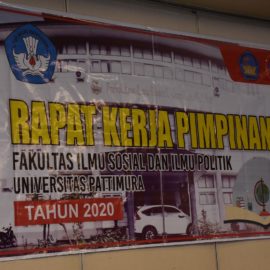 RAPAT KERJA PIMPINAN
FAKULTAS ILMU SOSIAL DAN ILMU POLITIK
UNIVERSITAS PATTIMURA
TAHUN 2020